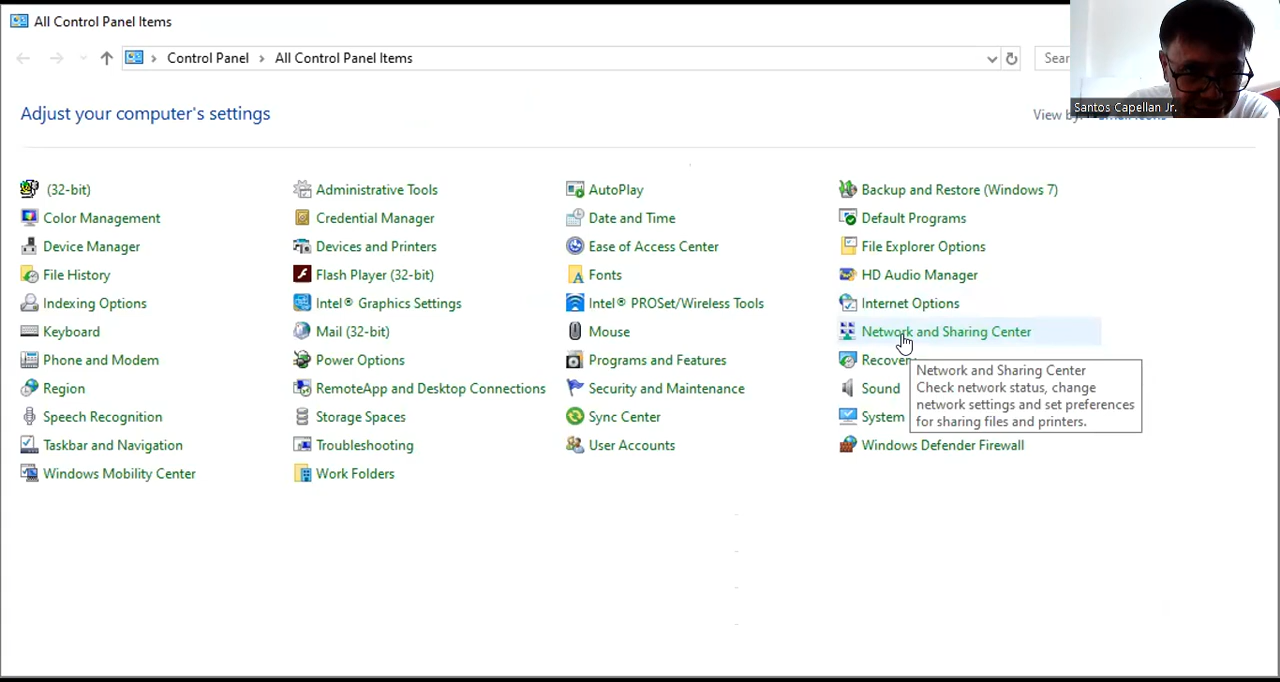 All Control Panel Items
Control Panel > All Control Panel Items
Sear
Santos Capellan Jr.
Adjust your computer's settings
View by:
(32-bit)
Administrative Tools
AutoPlay
Backup and Restore (Windows 7)
Color Management
Credential Manager
Date and Time
Default Programs
Device Manager
Devices and Printers
Ease of Access Center
File Explorer Options
File History
Flash Player (32-bit)
Fonts
HD Audio Manager
Indexing Options
Intel® Graphics Settings
Intel® PROSet/Wireless Tools
Internet Options
Keyboard
Mail (32-bit)
Mouse
Network and Sharing Center
Phone and Modem
Power Options
Programs and Features
Recovery
Region
RemoteApp and Desktop Connections
Security and Maintenance
Sound
Speech Recognition
Storage Spaces
Sync Center
System
Taskbar and Navigation
Troubleshooting
User Accounts
Windows Defender Firewall
Windows Mobility Center
Work Folders
Network and Sharing Center
Check network status, change
network settings and set preferences
for sharing files and printers.